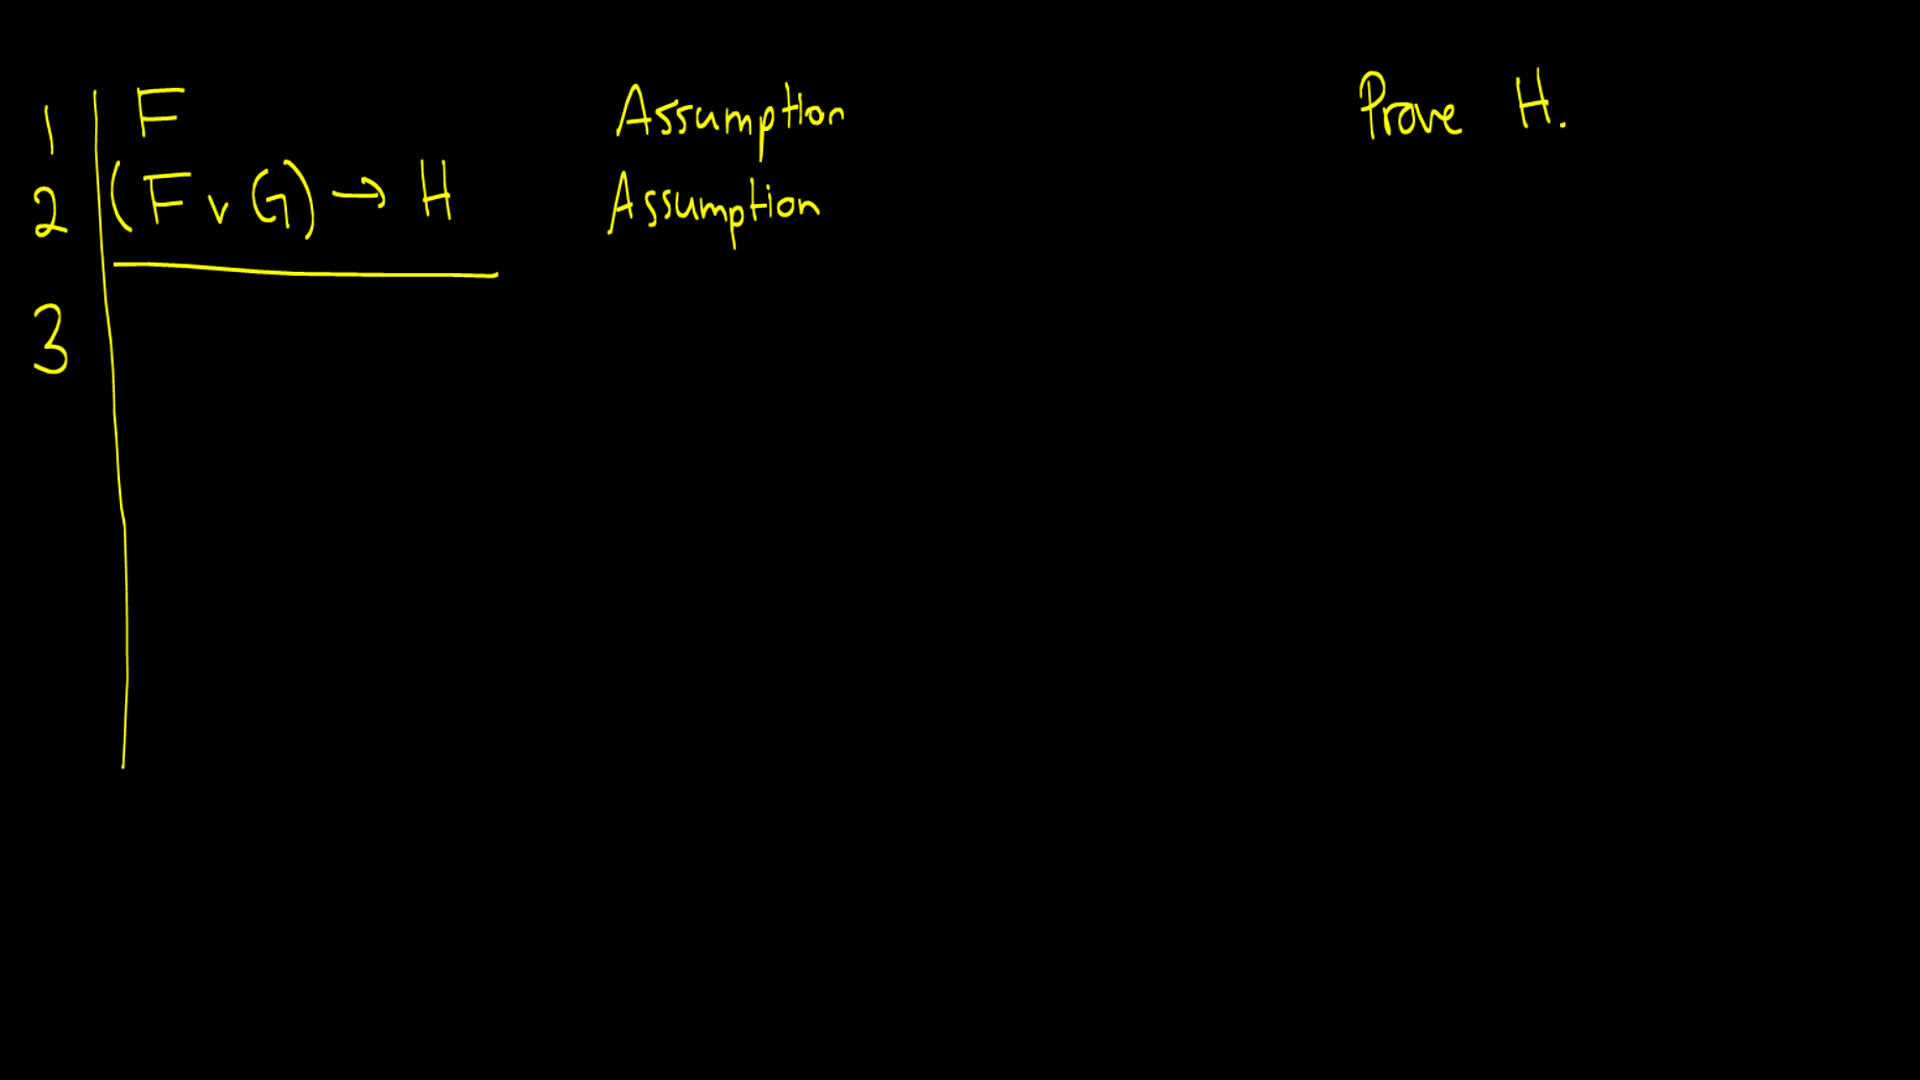 1 F Assumption Prove H.
2 (F v G) → H Assumption
3